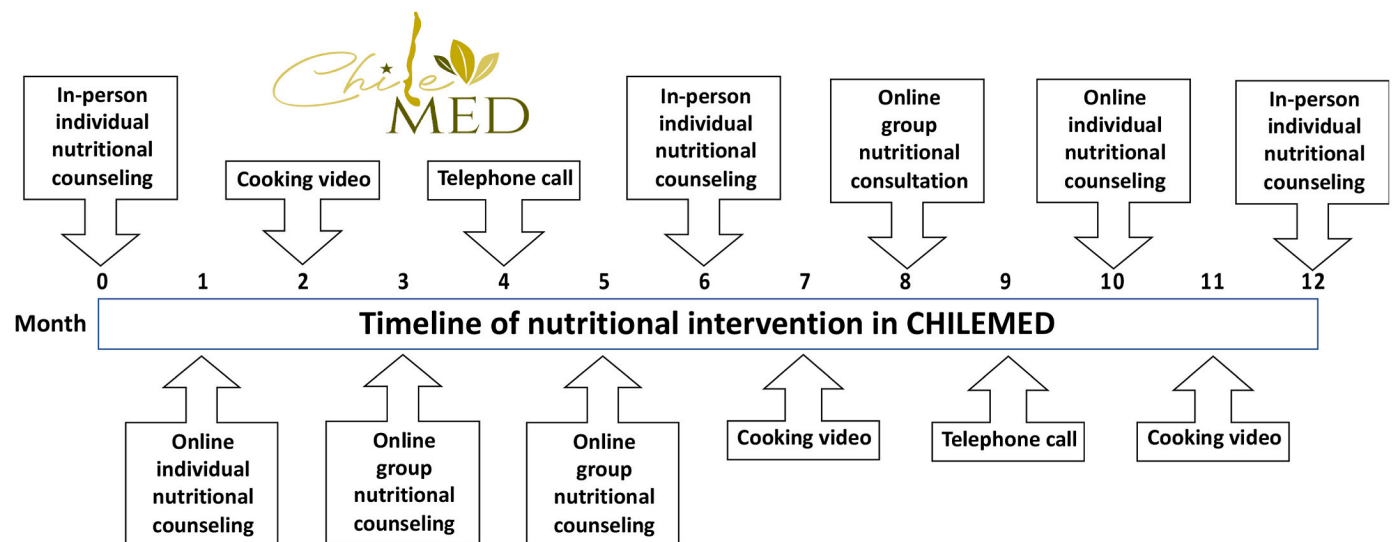 Chile
MED
In-person
individual
nutritional
counseling
Cooking video
Telephone call
In-person
individual
nutritional
counseling
Online
group
nutritional
consultation
Online
individual
nutritional
counseling
In-person
individual
nutritional
counseling
0 1 2 3 4 5 6 7 8 9 10 11 12
Month
Timeline of nutritional intervention in CHILEMED
Online
individual
nutritional
counseling
Online
group
nutritional
counseling
Online
group
nutritional
counseling
Cooking video
Telephone call
Cooking video